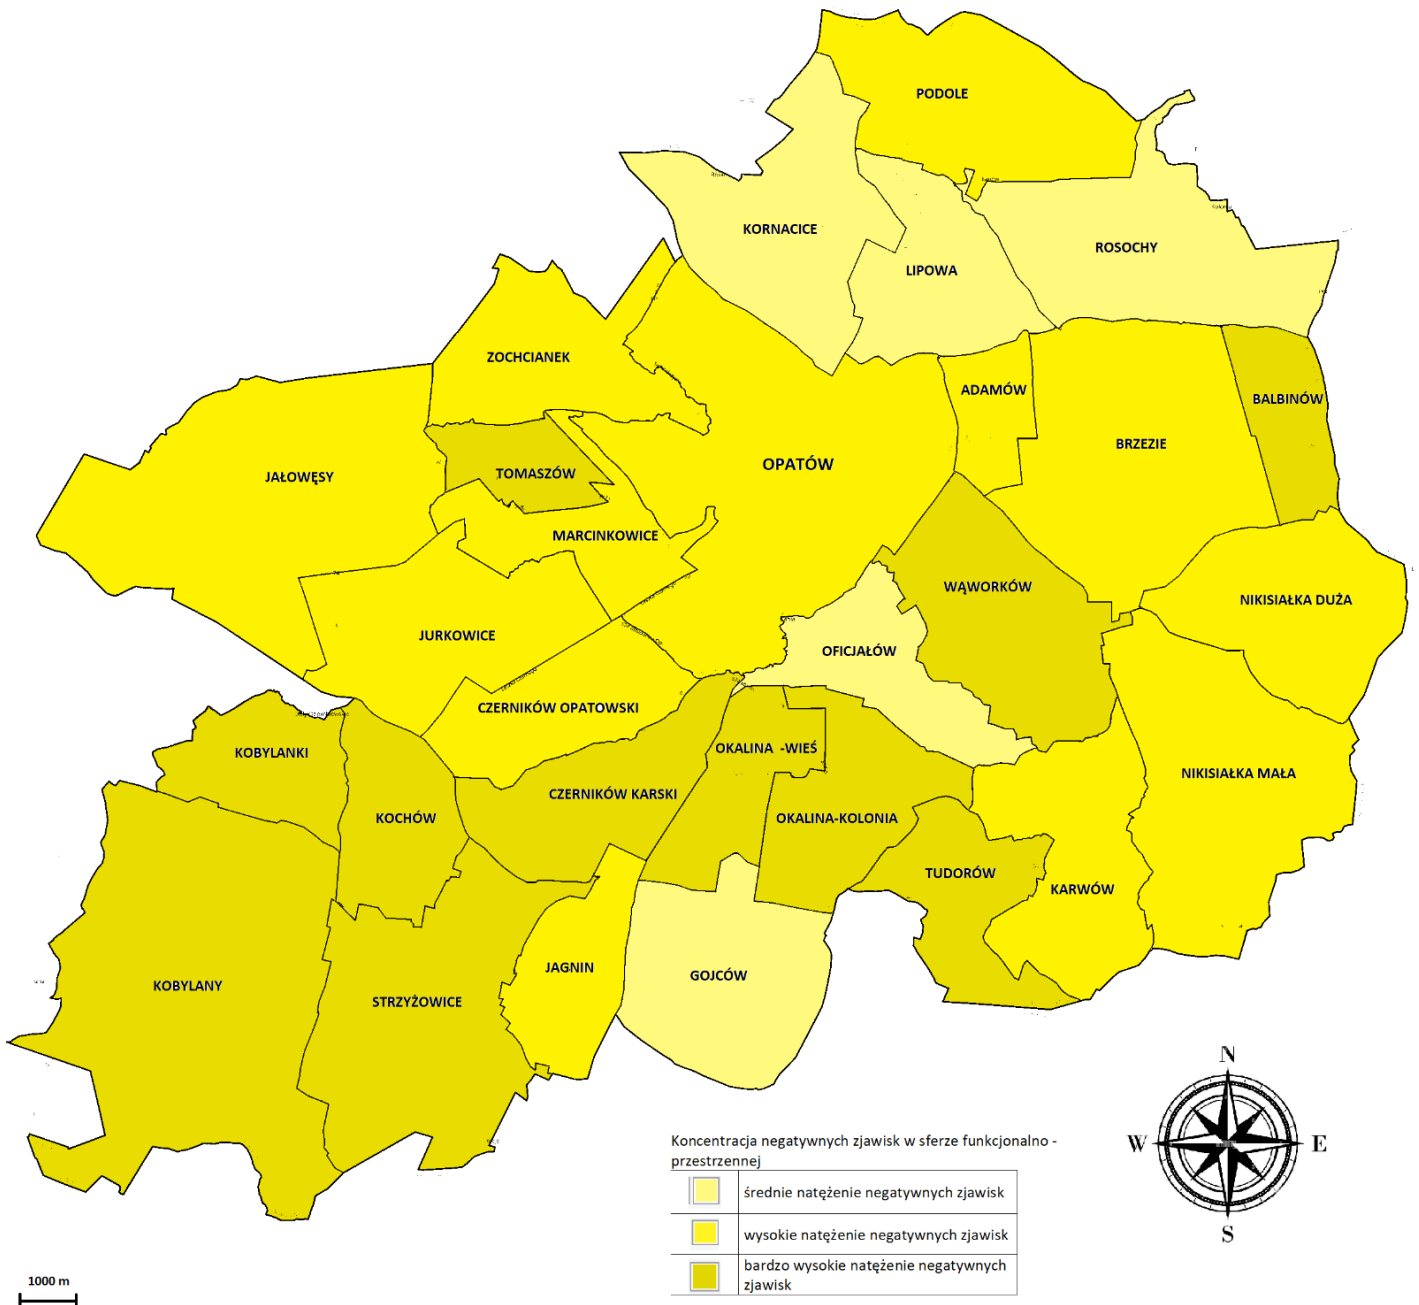 PODOLE
KORNACICE
ROSOCHY
LIPOWA
ZOCHCIANEK
ADAMÓW
BALBINÓW
BRZEZIE
OPATÓW
TOMASZÓW
JAŁOWĘSY
MARCINKOWICE
WĄWORKÓW
NIKISIAŁKA DUŻA
JURKOWICE
OFICJAŁÓW
CZERNIKÓW OPATOWSKI
OKALINA -WIEŚ
KOBYLANKI
NIKISIAŁKA MAŁA
CZERNIKÓW KARSKI
KOCHÓW
OKALINA-KOLONIA
TUDORÓW
KARWÓW
JAGNIN
GOJCÓW
KOBYLANY
STRZYŻOWICE
N
W
E
S
Koncentracja negatywnych zjawisk w sferze funkcjonalno -
przestrzennej
średnie natężenie negatywnych zjawisk
wysokie natężenie negatywnych zjawisk
bardzo wysokie natężenie negatywnych
zjawisk
1000 m